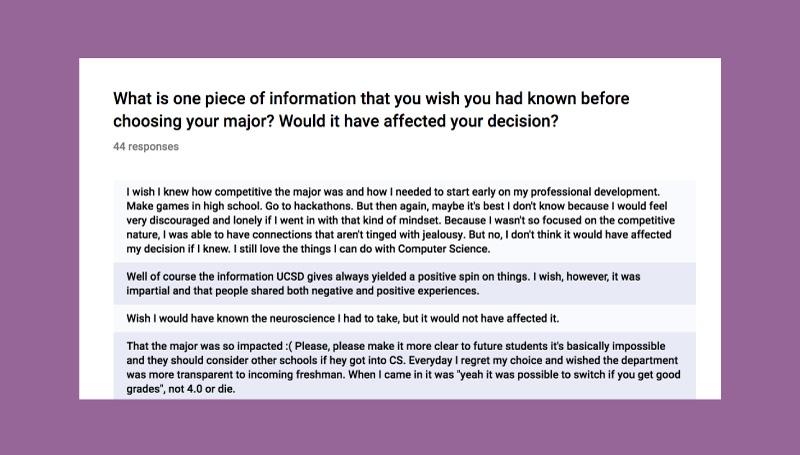 What is one piece of information that you wish you had known before
choosing your major? Would it have affected your decision?
44 responses
I wish I knew how competitive the major was and how I needed to start early on my professional development.
Make games in high school. Go to hackathons. But then again, maybe it's best I don't know because I would feel
very discouraged and lonely if I went in with that kind of mindset. Because I wasn't so focused on the competitive
nature, I was able to have connections that aren't tinged with jealousy. But no, I don't think it would have affected
my decision if I knew. I still love the things I can do with Computer Science.
Well of course the information UCSD gives always yielded a positive spin on things. I wish, however, it was
impartial and that people shared both negative and positive experiences.
Wish I would have known the neuroscience I had to take, but it would not have affected it.
That the major was so impacted :( Please, please make it more clear to future students it's basically impossible
and they should consider other schools if hey got into CS. Everyday I regret my choice and wished the department
was more transparent to incoming freshman. When I came in it was "yeah it was possible to switch if you get good
grades", not 4.0 or die.